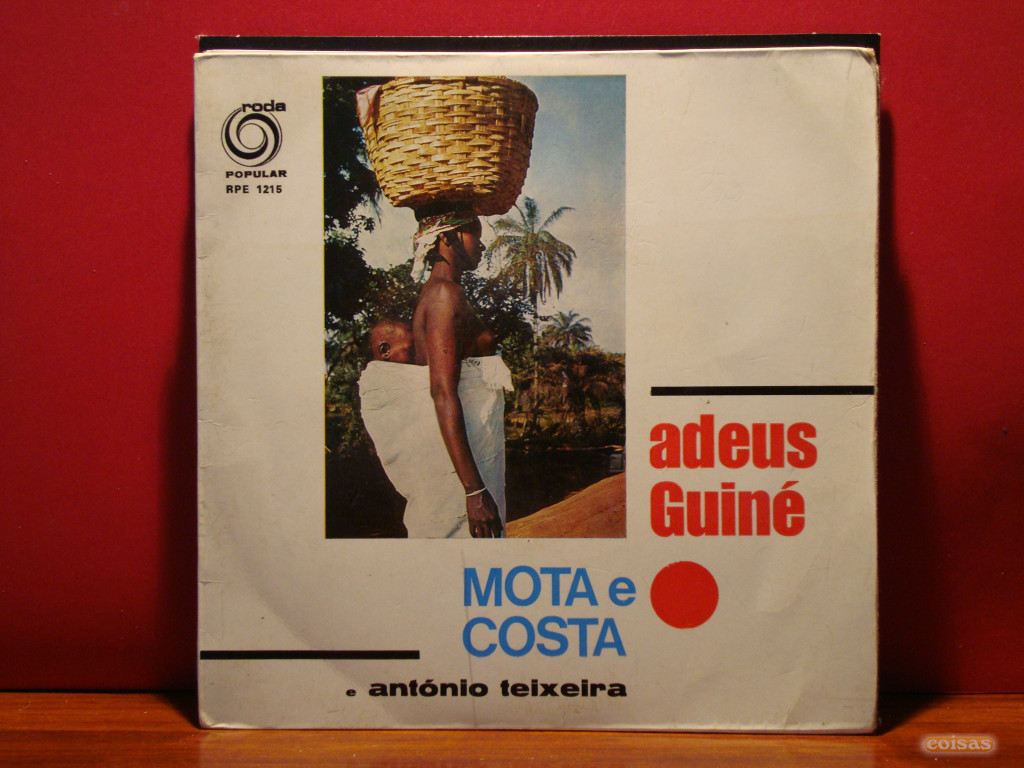 roda
POPULAR
RPE 1215
adeus
Guiné
MOTA e
COSTA
e antónio teixeira
coisas